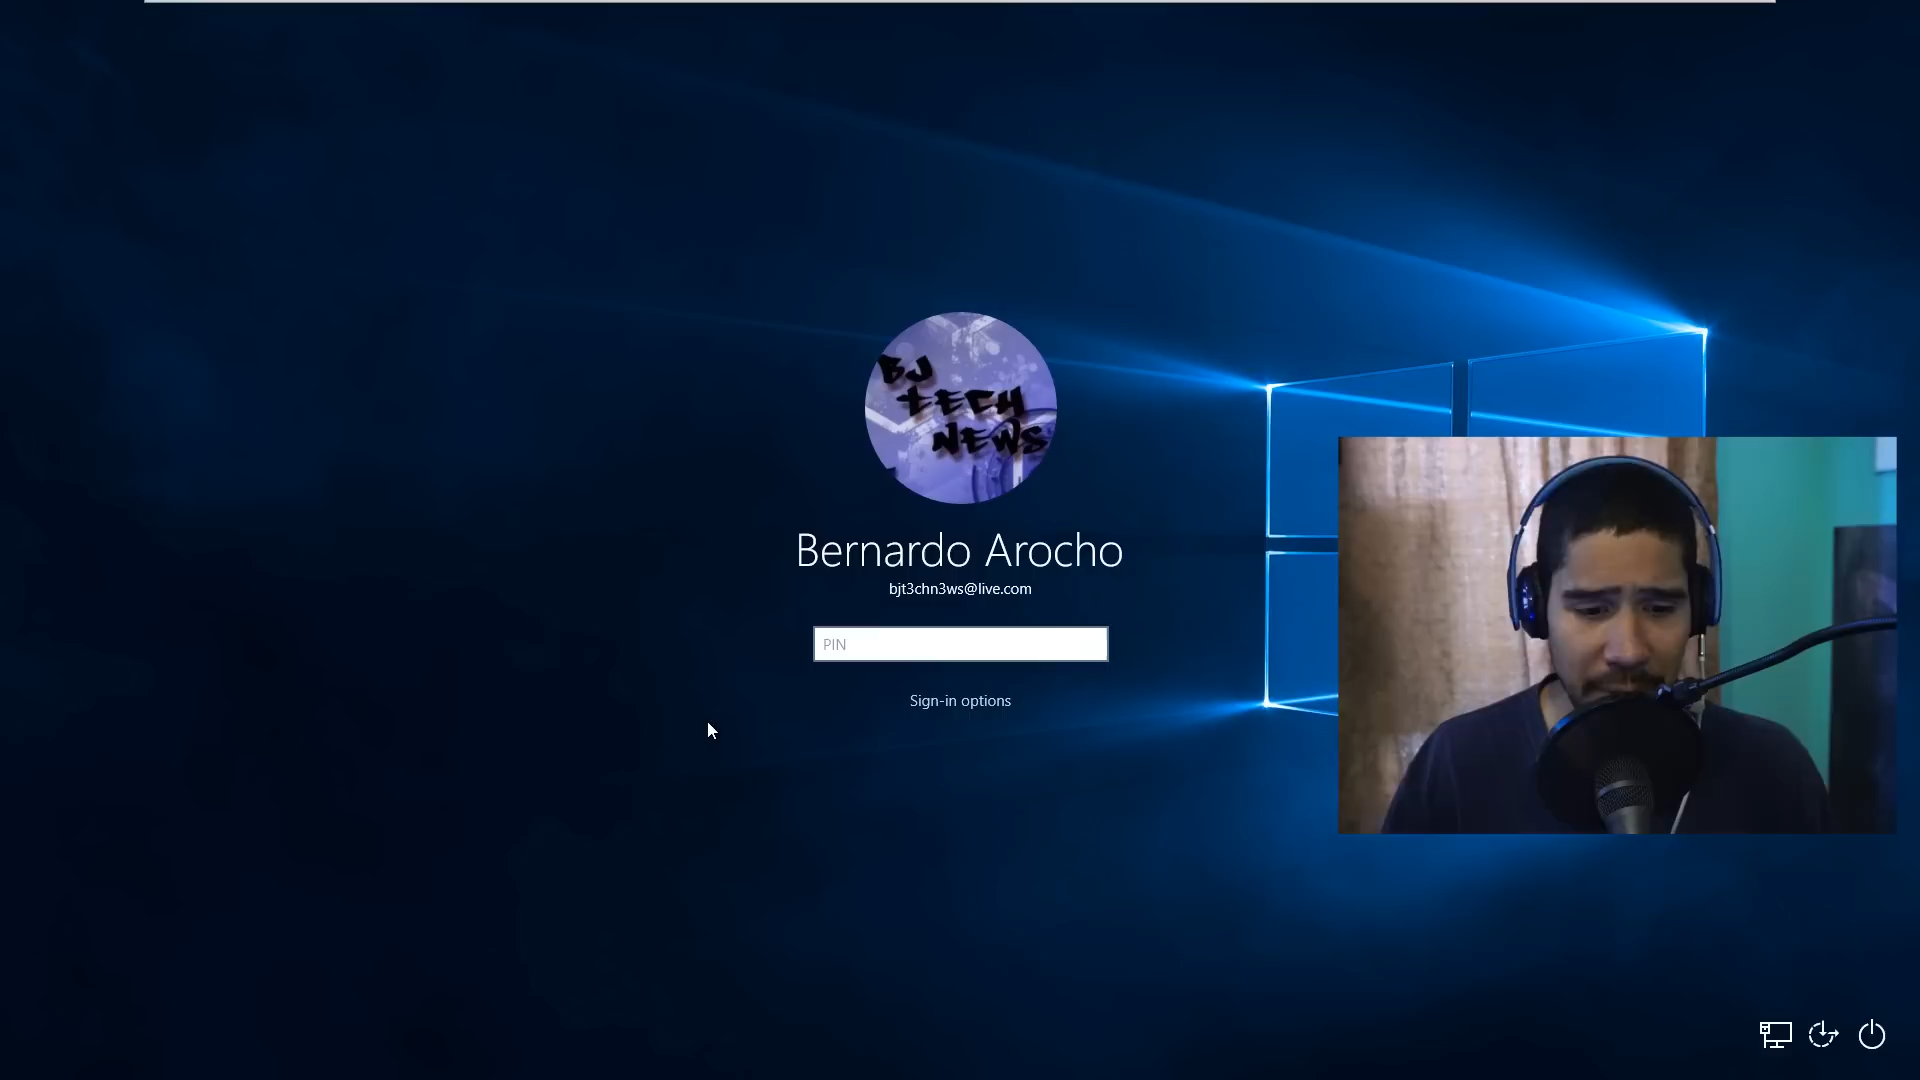 BJ
TECH
NEWS
Bernardo Arocho
bjt3chn3ws@live.com
PIN
Sign-in options